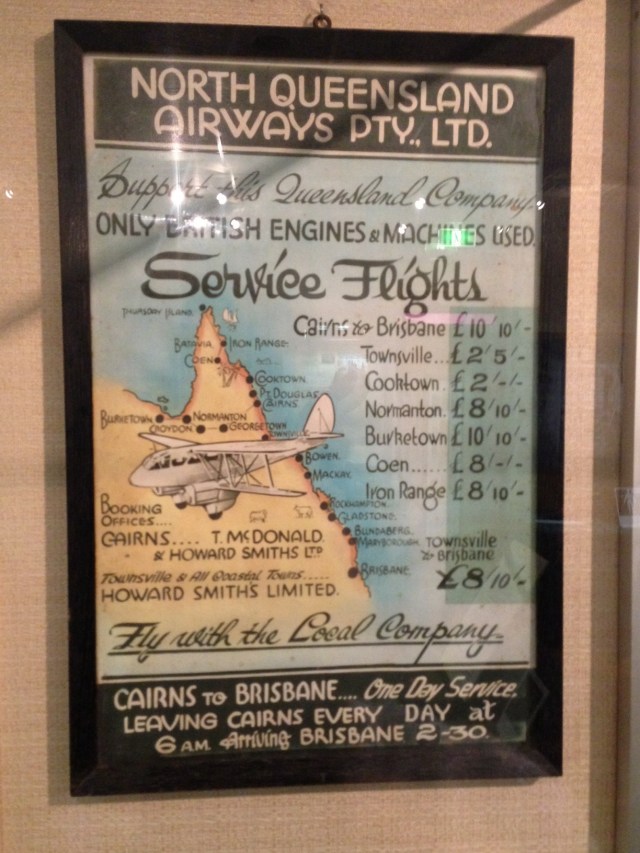 NORTH QUEENSLAND
AIRWAYS PTY., LTD.
Support this Queensland Company.
ONLY BRITISH ENGINES & MACHINES USED.
Service Flights
Cairns to Brisbane £10'10'-
Townsville... £2'5'-
Cooktown. £2'-'-
Normanton. £8'10'-
Burketown £10'10'-
Coen...... £8'-'-
Iron Range £8'10'-
Townsville
to Brisbane
£8'10'-
THURSDAY ISLAND.
BATAVIA
IRON RANGE.
COEN
COOKTOWN.
PT DOUGLAS
CAIRNS
BURKETOWN
NORMANTON
CROYDON
GEORGETOWN
TOWNSVILLE
BOWEN.
MACKAY.
ROCKHAMPTON.
GLADSTONE.
BUNDABERG.
MARYBOROUGH.
BRISBANE.
BOOKING
OFFICES....
CAIRNS.... T. McDONALD.
& HOWARD SMITHS LTD
Townsville & All Coastal Towns.....
HOWARD SMITHS LIMITED.
Fly with the Local Company.
CAIRNS TO BRISBANE.... One Day Service.
LEAVING CAIRNS EVERY DAY at
6 A.M. Arriving BRISBANE 2-30.